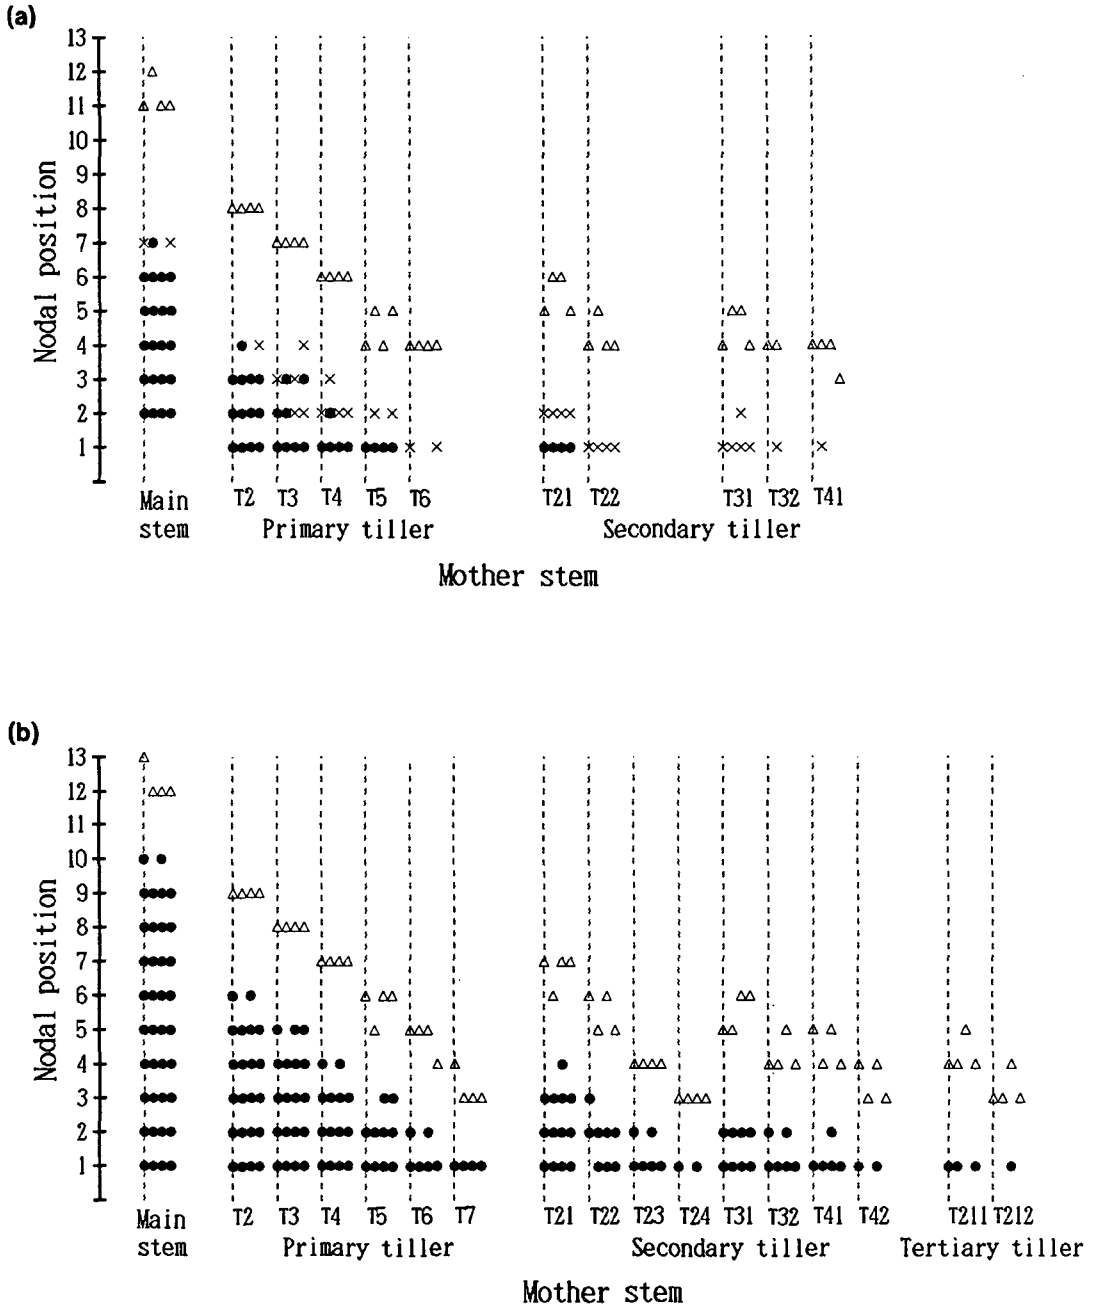 (a)
13
12
11
10
9
8
7
6
5
4
3
2
1
Nodal position
Main stem T2 T3 T4 T5 T6 T21 T22 T31 T32 T41
Primary tiller Secondary tiller
Mother stem
(b)
13
12
11
10
9
8
7
6
5
4
3
2
1
Nodal position
Main stem T2 T3 T4 T5 T6 T7 T21 T22 T23 T24 T31 T32 T41 T42 T211 T212
Primary tiller Secondary tiller Tertiary tiller
Mother stem